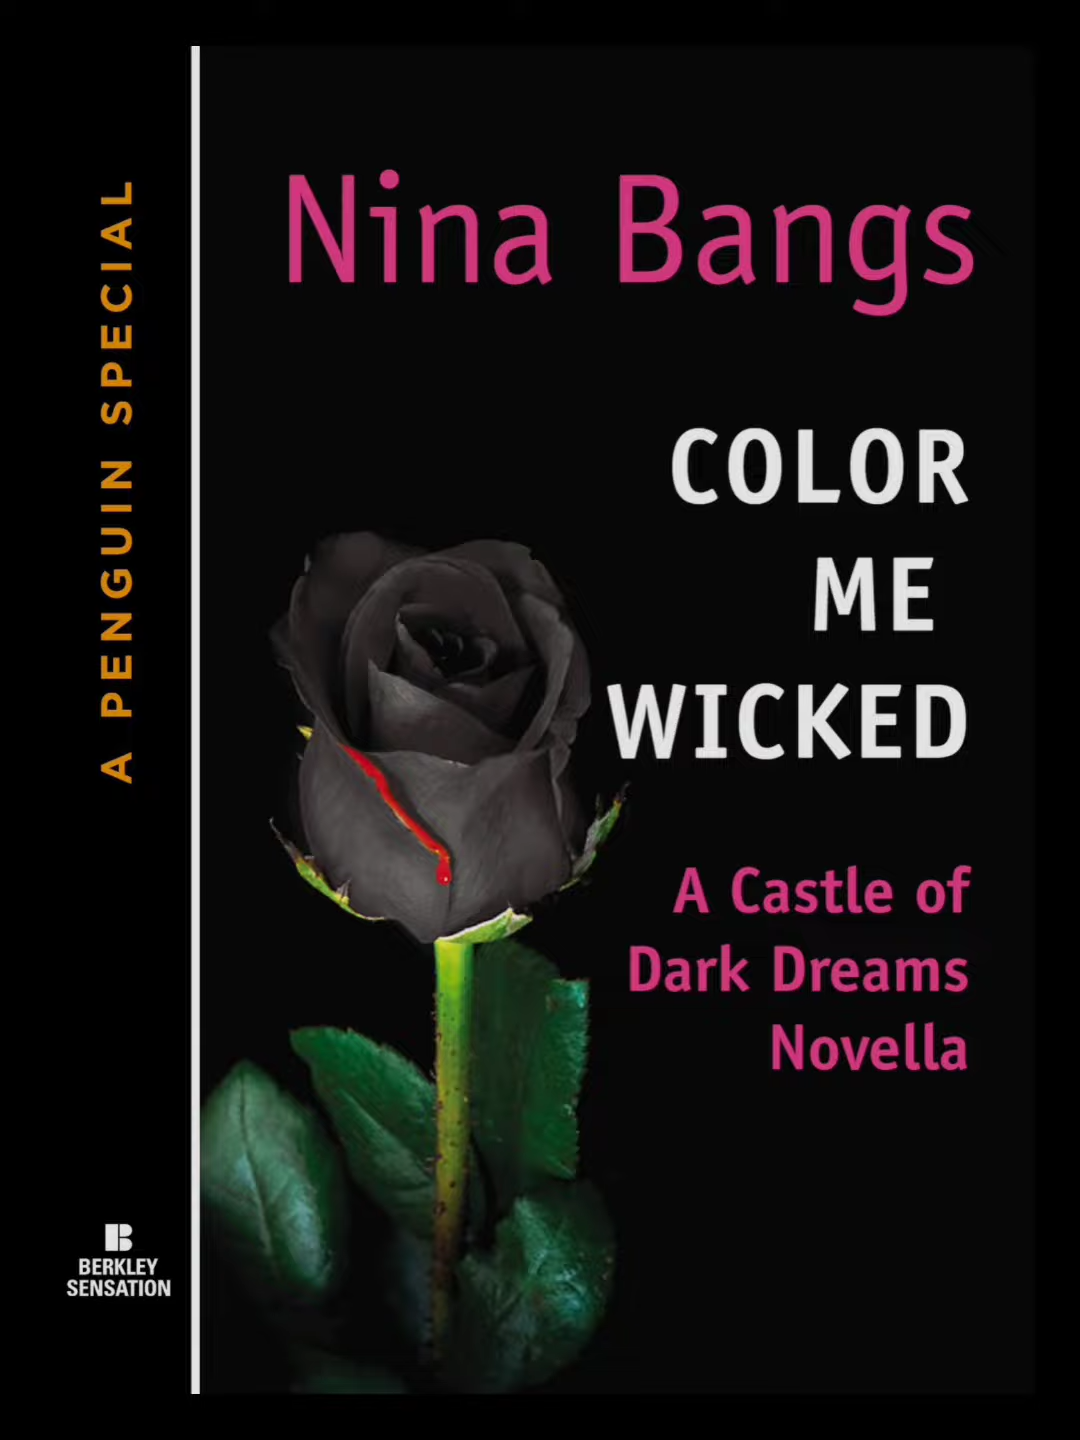 A PENGUIN SPECIAL
Nina Bangs
COLOR
ME
WICKED
A Castle of
Dark Dreams
Novella
B
BERKLEY
SENSATION